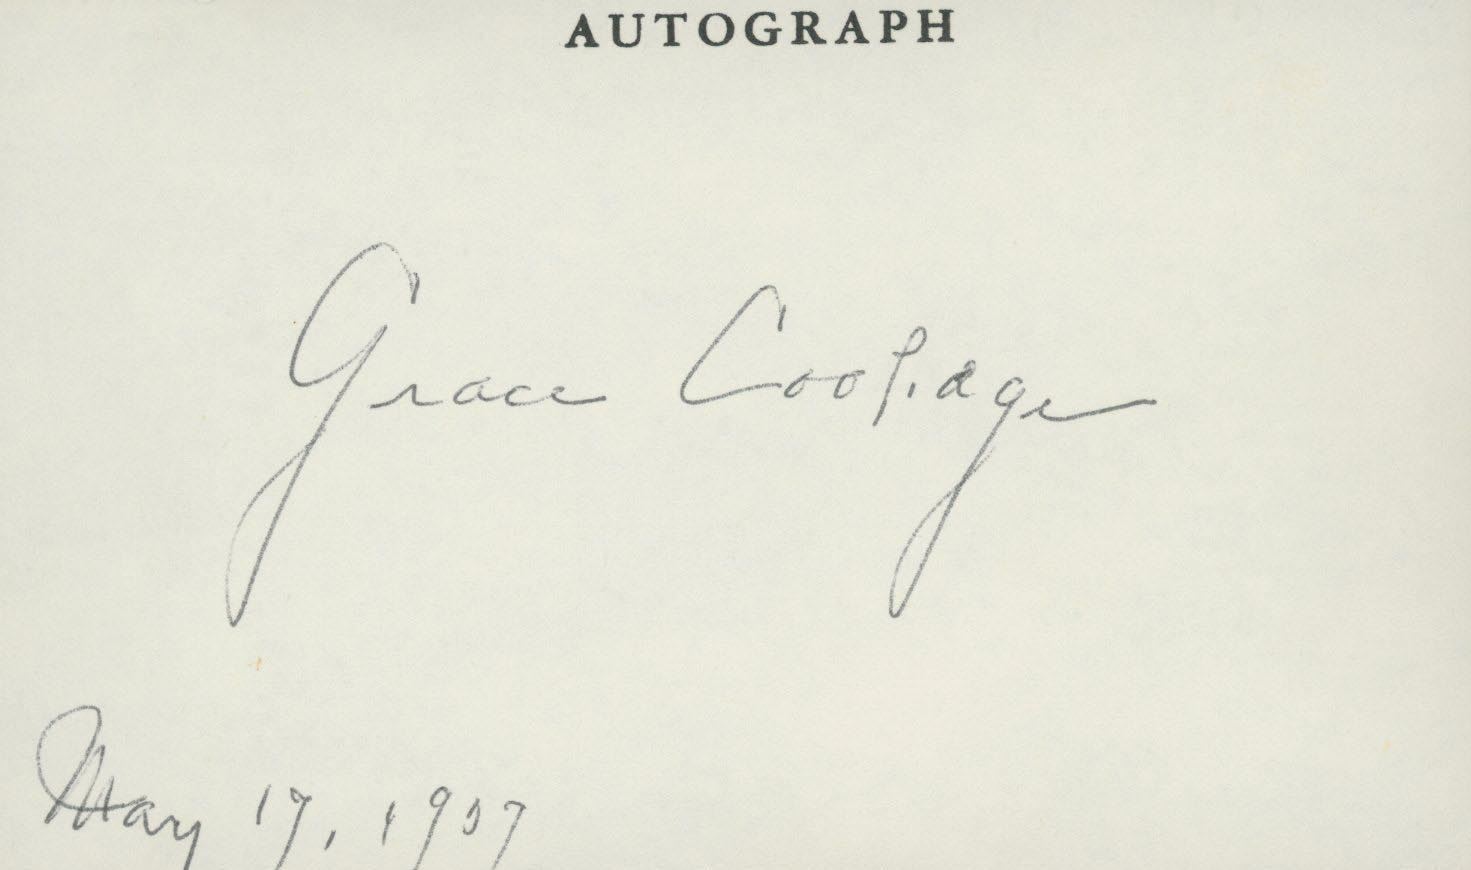 AUTOGRAPH
Grace Coolidge
May 17, 1937